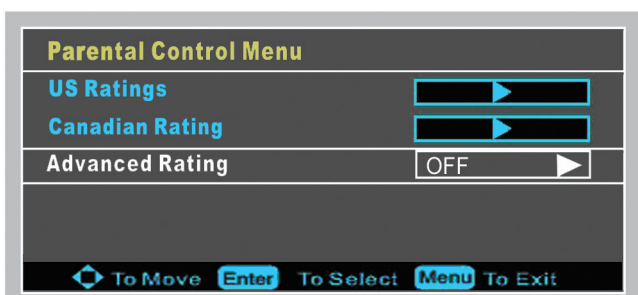 Parental Control Menu
US Ratings
Canadian Rating
Advanced Rating OFF
To Move Enter To Select Menu To Exit